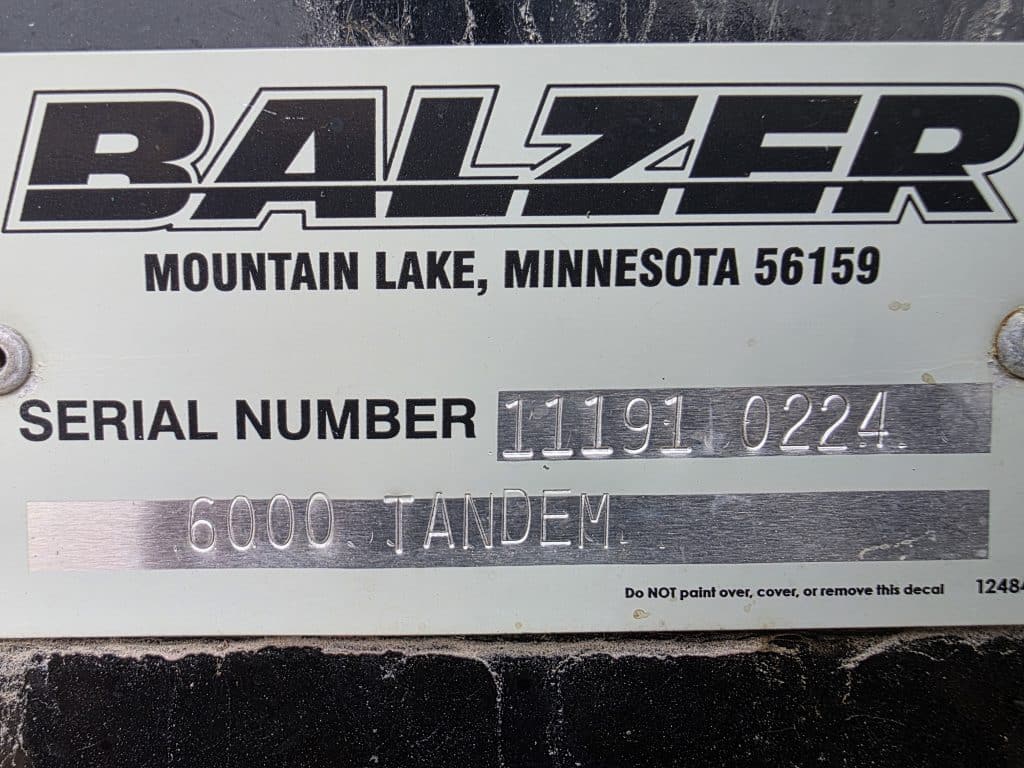 BALZER
MOUNTAIN LAKE, MINNESOTA 56159
SERIAL NUMBER 11191 0224
6000 TANDEM
Do NOT paint over, cover, or remove this decal